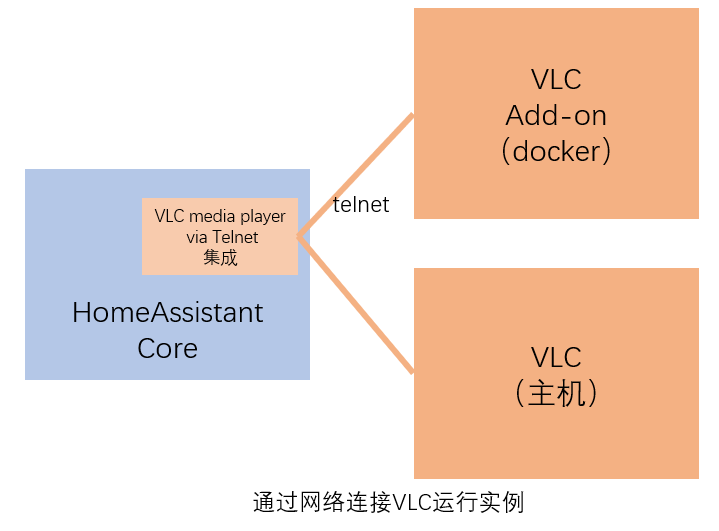 VLC media player
via Telnet
集成
HomeAssistant
Core
telnet
VLC
Add-on
（docker）
VLC
（主机）
通过网络连接VLC运行实例